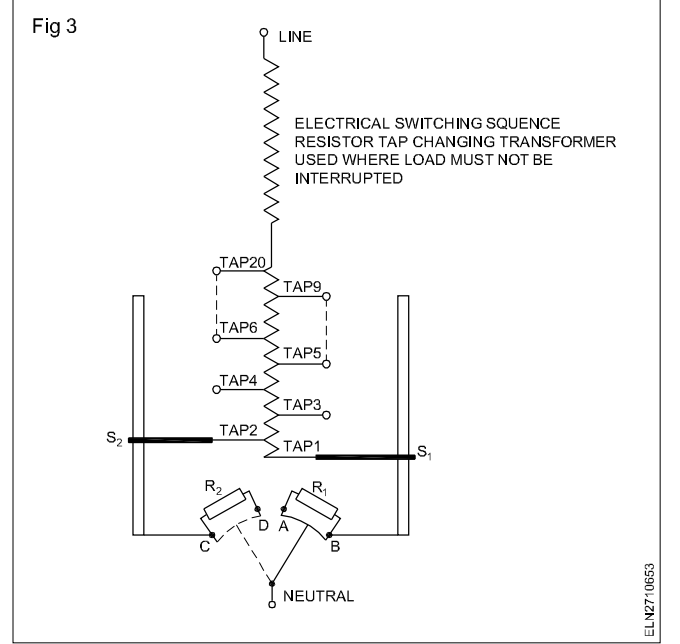 Fig 3
LINE
ELECTRICAL SWITCHING SQUENCE
RESISTOR TAP CHANGING TRANSFORMER
USED WHERE LOAD MUST NOT BE
INTERRUPTED
TAP20
TAP9
TAP6
TAP5
TAP4
TAP3
TAP2
S2
TAP1
S1
R2
R1
D
A
C
B
NEUTRAL
ELN2710653